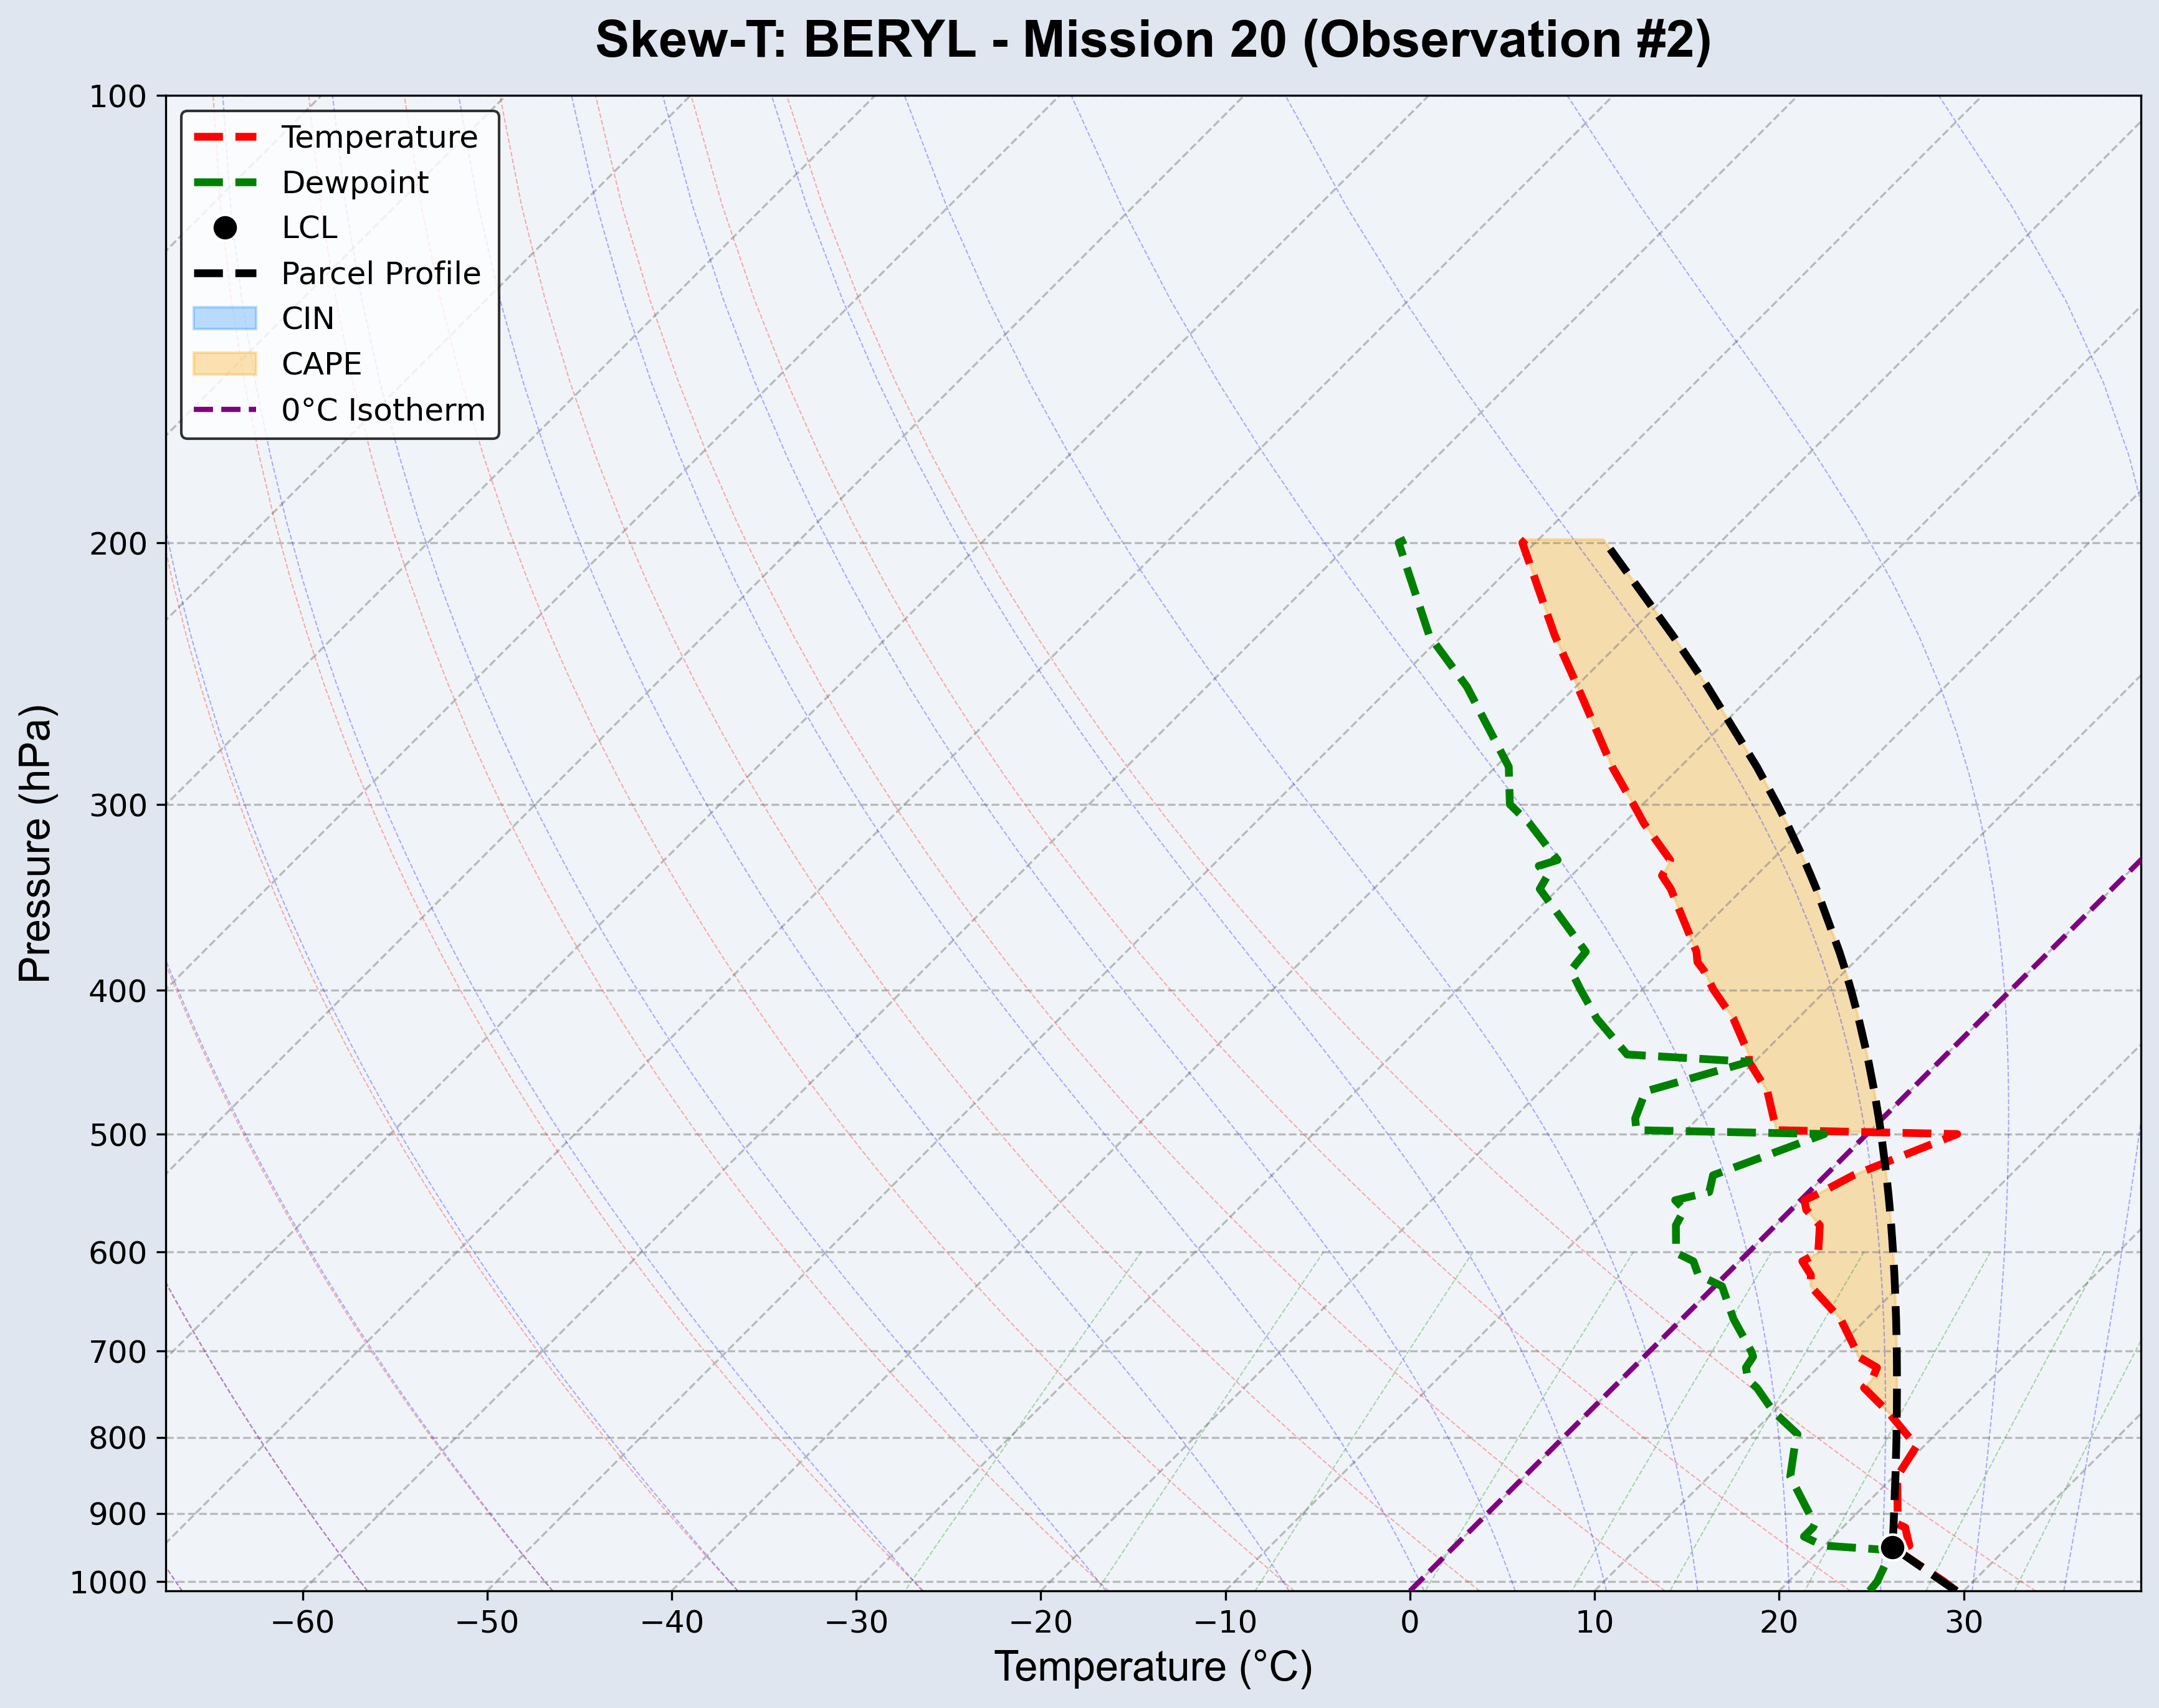 Skew-T: BERYL - Mission 20 (Observation #2)
100
200
300
400
500
600
700
800
900
1000
Pressure (hPa)
Temperature
Dewpoint
LCL
Parcel Profile
CIN
CAPE
0°C Isotherm
−60
−50
−40
−30
−20
−10
0
10
20
30
Temperature (°C)